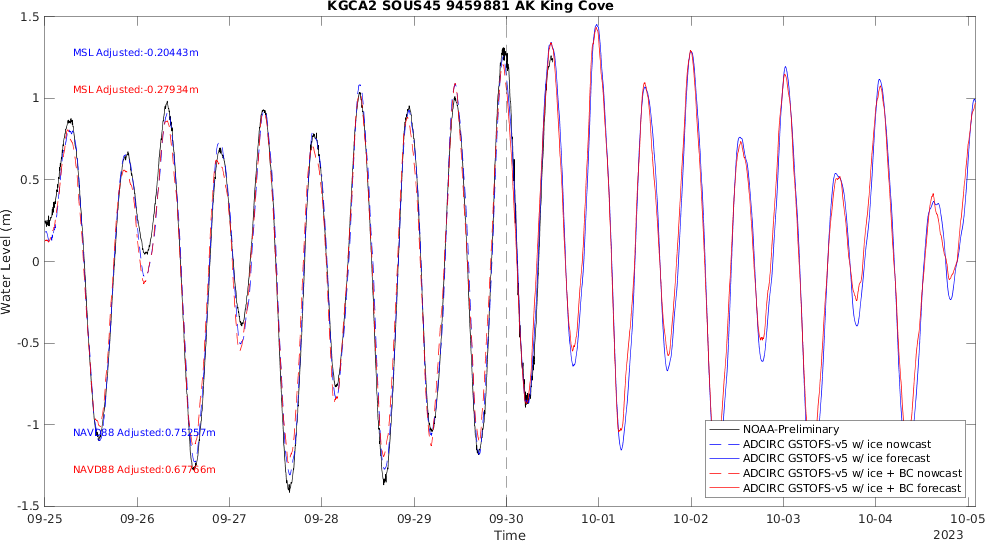 KGCA2 SOUS45 9459881 AK King Cove
1.5
1
0.5
0
-0.5
-1
-1.5
Water Level (m)
MSL Adjusted:-0.20443m
MSL Adjusted:-0.27934m
NAVD88 Adjusted:0.75257m
NAVD88 Adjusted:0.67766m
NOAA-Preliminary
ADCIRC GSTOFS-v5 w/ ice nowcast
ADCIRC GSTOFS-v5 w/ ice forecast
ADCIRC GSTOFS-v5 w/ ice + BC nowcast
ADCIRC GSTOFS-v5 w/ ice + BC forecast
09-25 09-26 09-27 09-28 09-29 09-30 10-01 10-02 10-03 10-04 10-05
Time
2023